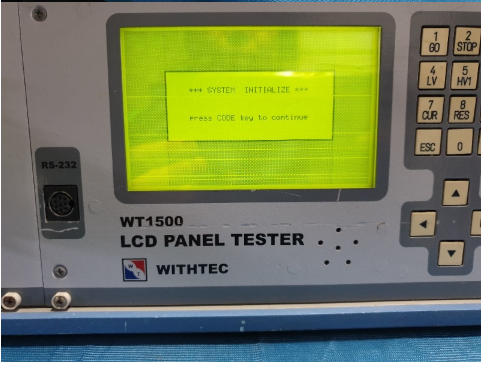 *** SYSTEM INITIALIZE ***
Press CODE key to continue
RS-232
WT1500
LCD PANEL TESTER
WITHTEC
1
GO
2
STOP
4
LV
5
HV1
7
CUR
8
RES
ESC
0